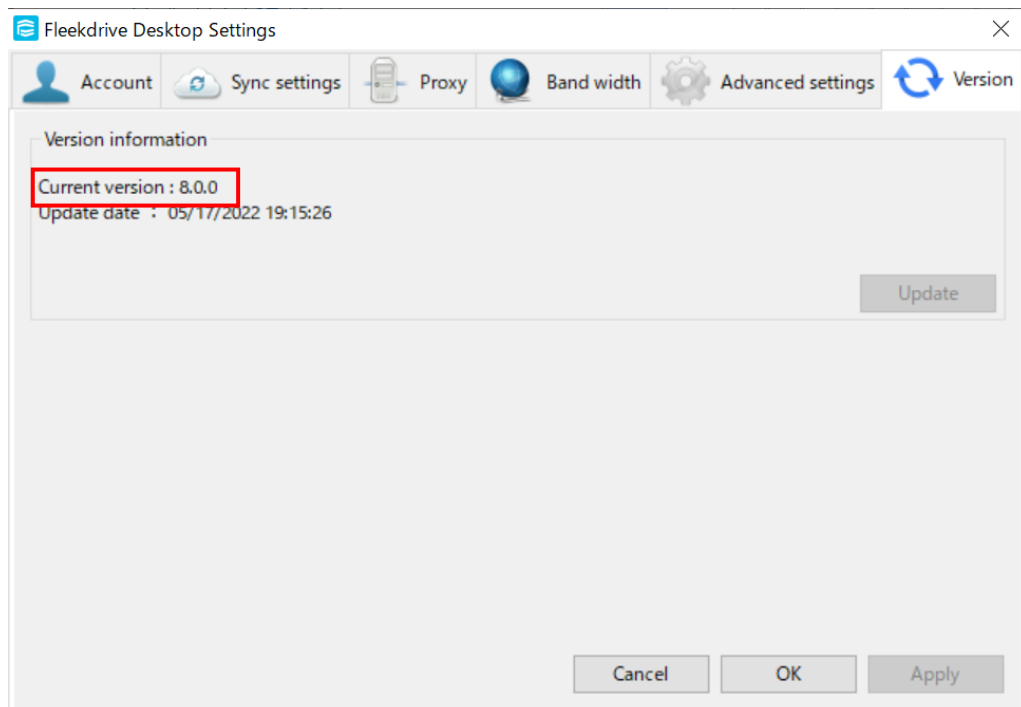 Fleekdrive Desktop Settings
Account Sync settings Proxy Band width Advanced settings Version
Version information
Current version : 8.0.0
Update date : 05/17/2022 19:15:26
Update
Cancel OK Apply